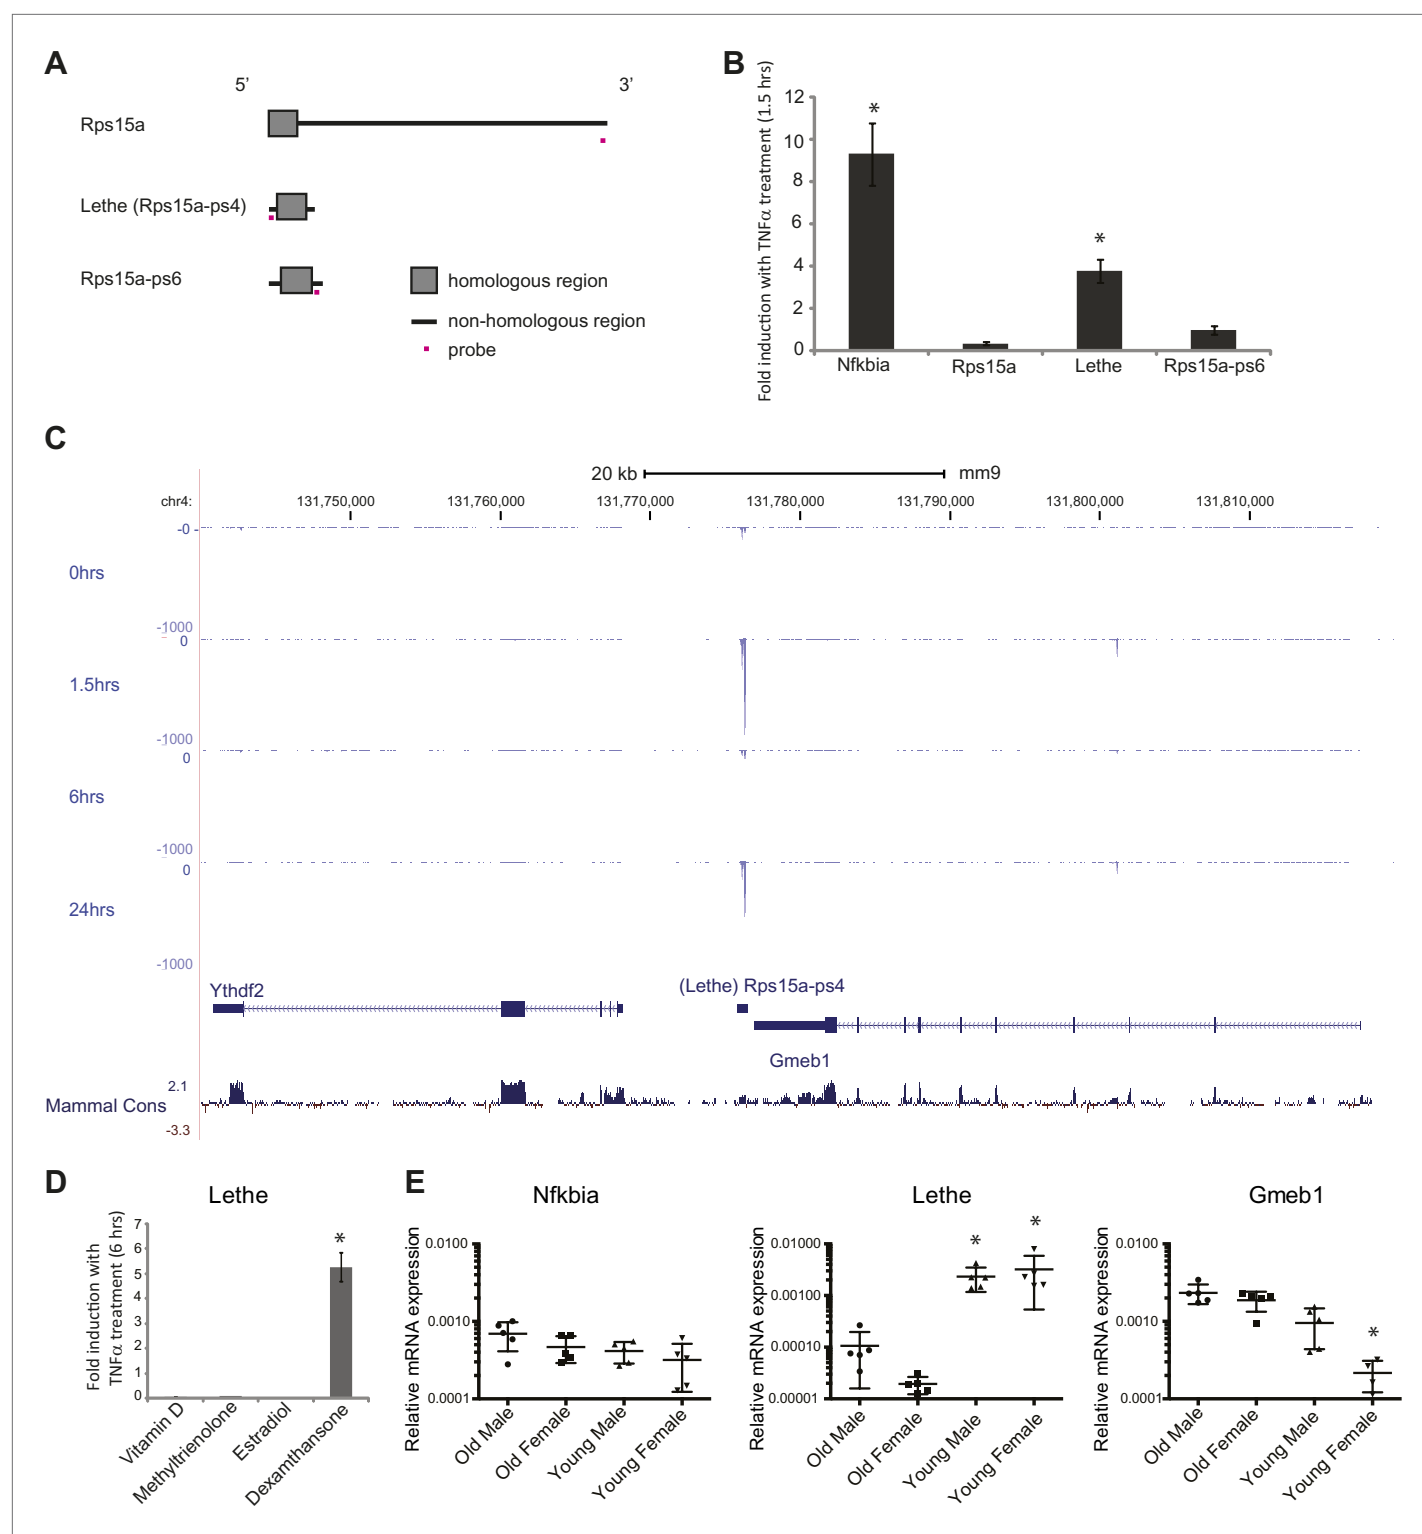 A
5’
3’
Rps15a
Lethe (Rps15a-ps4)
Rps15a-ps6
homologous region
non-homologous region
probe
B
Fold induction with TNFα treatment (1.5 hrs)
12
10
8
6
4
2
0
*
*
Nfkbia
Rps15a
Lethe
Rps15a-ps6
C
20 kb
mm9
chr4:
131,750,000
131,760,000
131,770,000
131,780,000
131,790,000
131,800,000
131,810,000
-0
0hrs
-1000
0
1.5hrs
-1000
0
6hrs
-1000
0
24hrs
-1000
Ythdf2
(Lethe) Rps15a-ps4
Gmeb1
2.1
Mammal Cons
-3.3
D
Lethe
Fold induction with
TNFα treatment (6 hrs)
7
6
5
4
3
2
1
0
*
Vitamin D
Methyltrienolone
Estradiol
Dexamthansone
E
Nfkbia
Relative mRNA expression
0.0100
0.0010
0.0001
Old Male
Old Female
Young Male
Young Female
Lethe
Relative mRNA expression
0.01000
0.00100
0.00010
0.00001
*
*
Old Male
Old Female
Young Male
Young Female
Gmeb1
Relative mRNA expression
0.0100
0.0010
0.0001
*
Old Male
Old Female
Young Male
Young Female